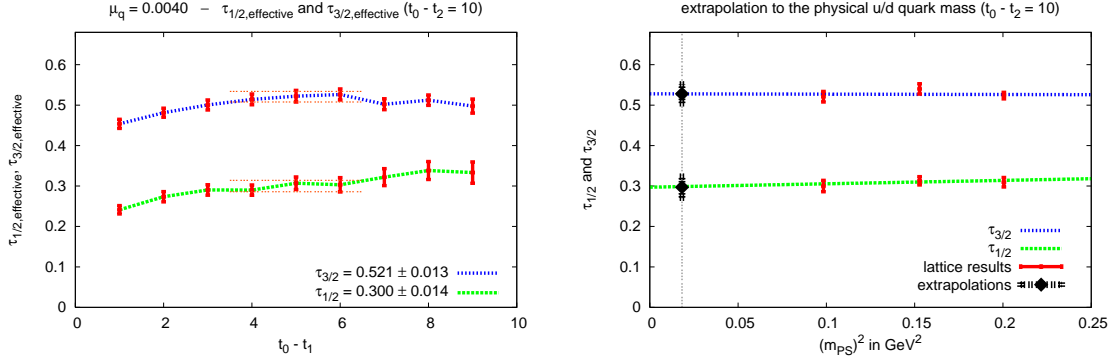 μq = 0.0040 − τ1/2,effective and τ3/2,effective (t0 - t2 = 10)
τ1/2,effective, τ3/2,effective
0.6
0.5
0.4
0.3
0.2
0.1
0
τ3/2 = 0.521 ± 0.013
τ1/2 = 0.300 ± 0.014
0 2 4 6 8 10
t0 - t1
extrapolation to the physical u/d quark mass (t0 - t2 = 10)
τ1/2 and τ3/2
0.6
0.5
0.4
0.3
0.2
0.1
0
τ3/2
τ1/2
lattice results
extrapolations
0 0.05 0.1 0.15 0.2 0.25
(mPS)² in GeV²